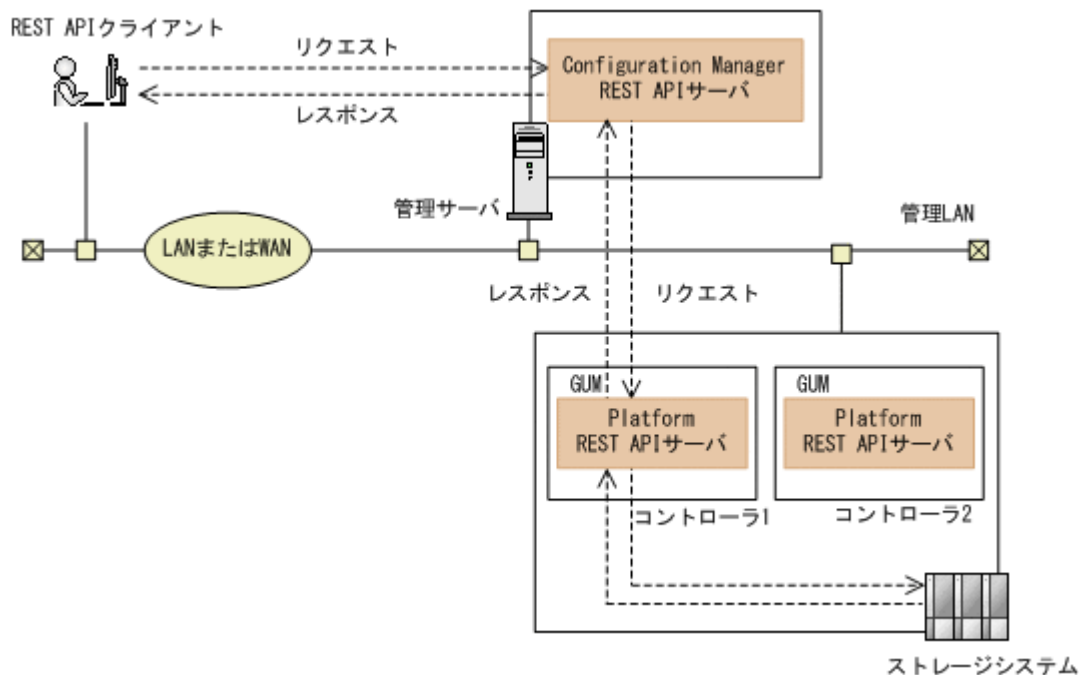 REST APIクライアント
リクエスト
レスポンス
Configuration Manager
REST APIサーバ
管理サーバ
管理LAN
LANまたはWAN
レスポンス
リクエスト
GUM
Platform
REST APIサーバ
コントローラ1
GUM
Platform
REST APIサーバ
コントローラ2
ストレージシステム